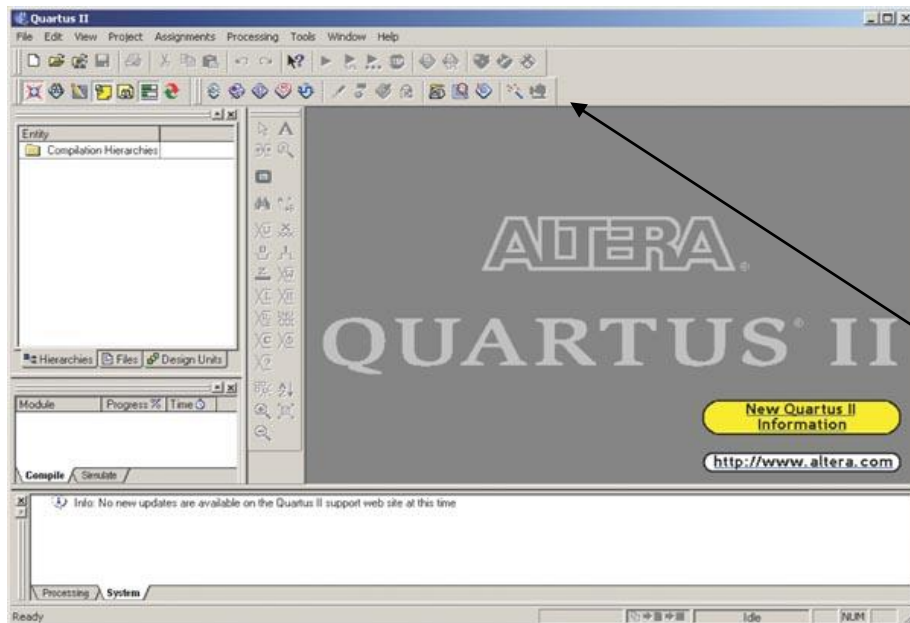 Quartus II
File Edit View Project Assignments Processing Tools Window Help
Entity
Compilation Hierarchies
Hierarchies Files Design Units
Module Progress % Time
Compile Simulate
ALTERA®
QUARTUS® II
New Quartus II
Information
http://www.altera.com
Info: No new updates are available on the Quartus II support web site at this time
Processing System
Ready Idle NUM